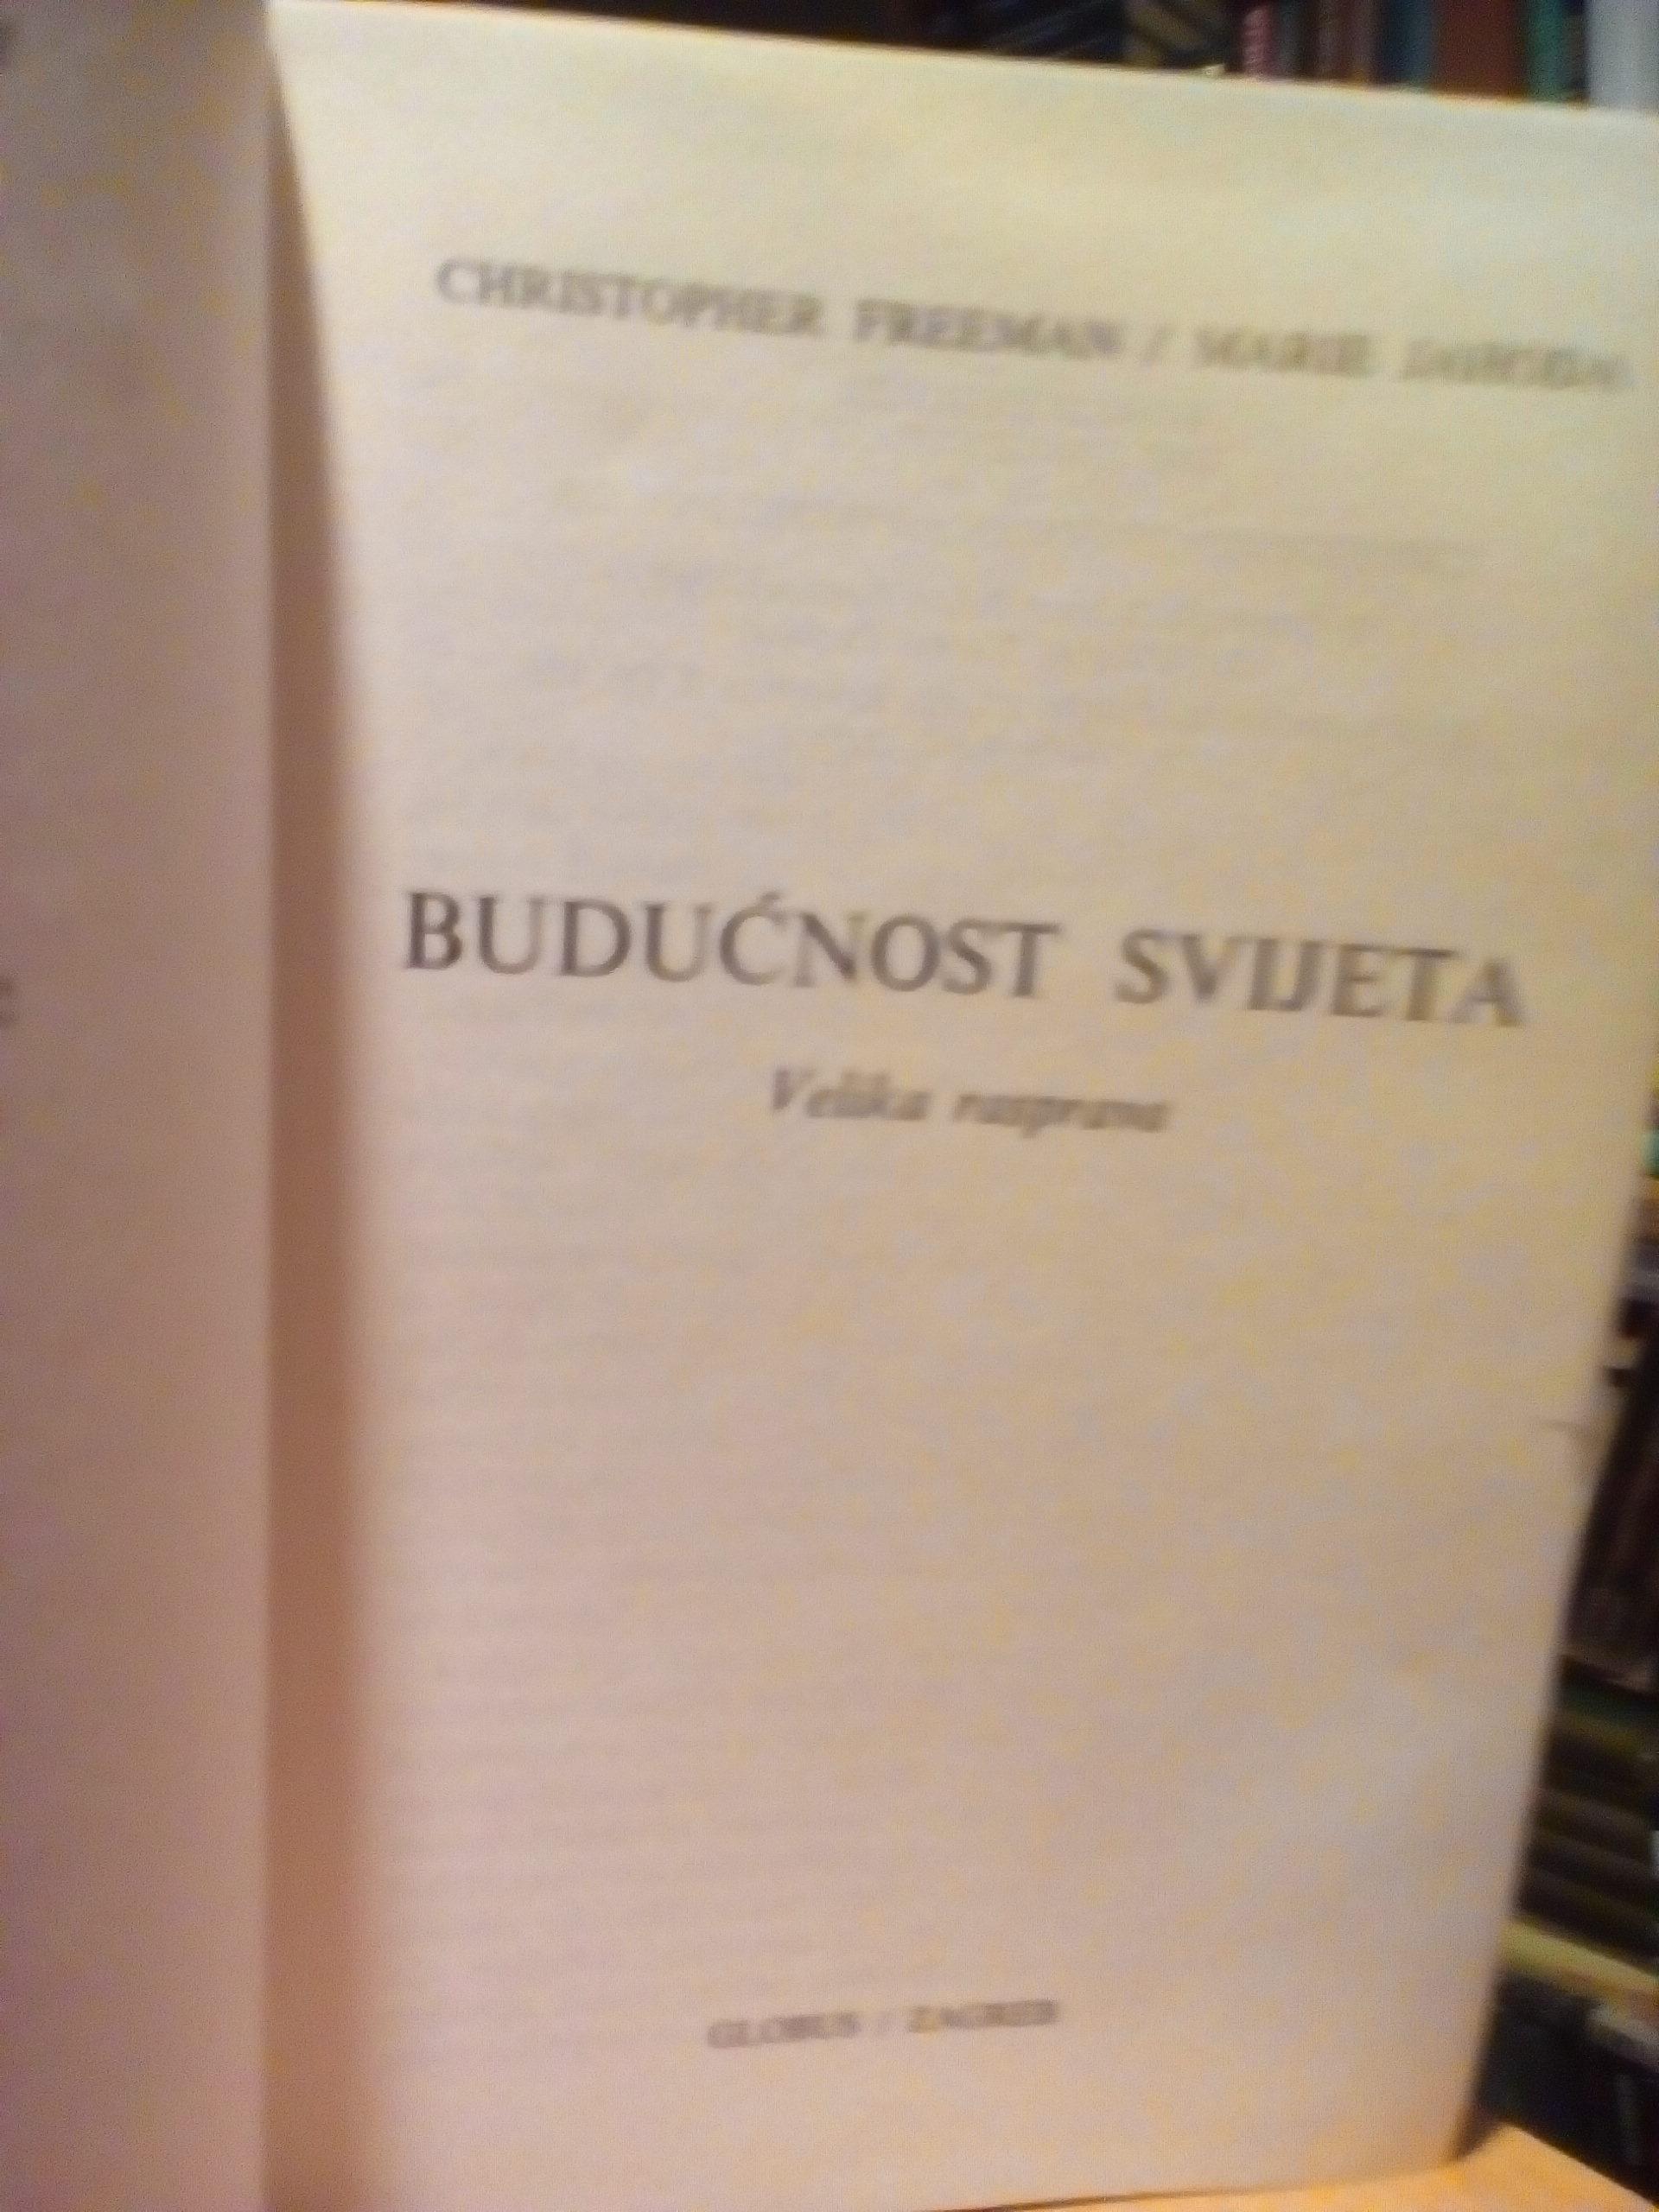 CHRISTOPHER FREEMAN / MARIE JAHODA
BUDUĆNOST SVIJETA
Velika rasprava
GLOBUS / ZAGREB